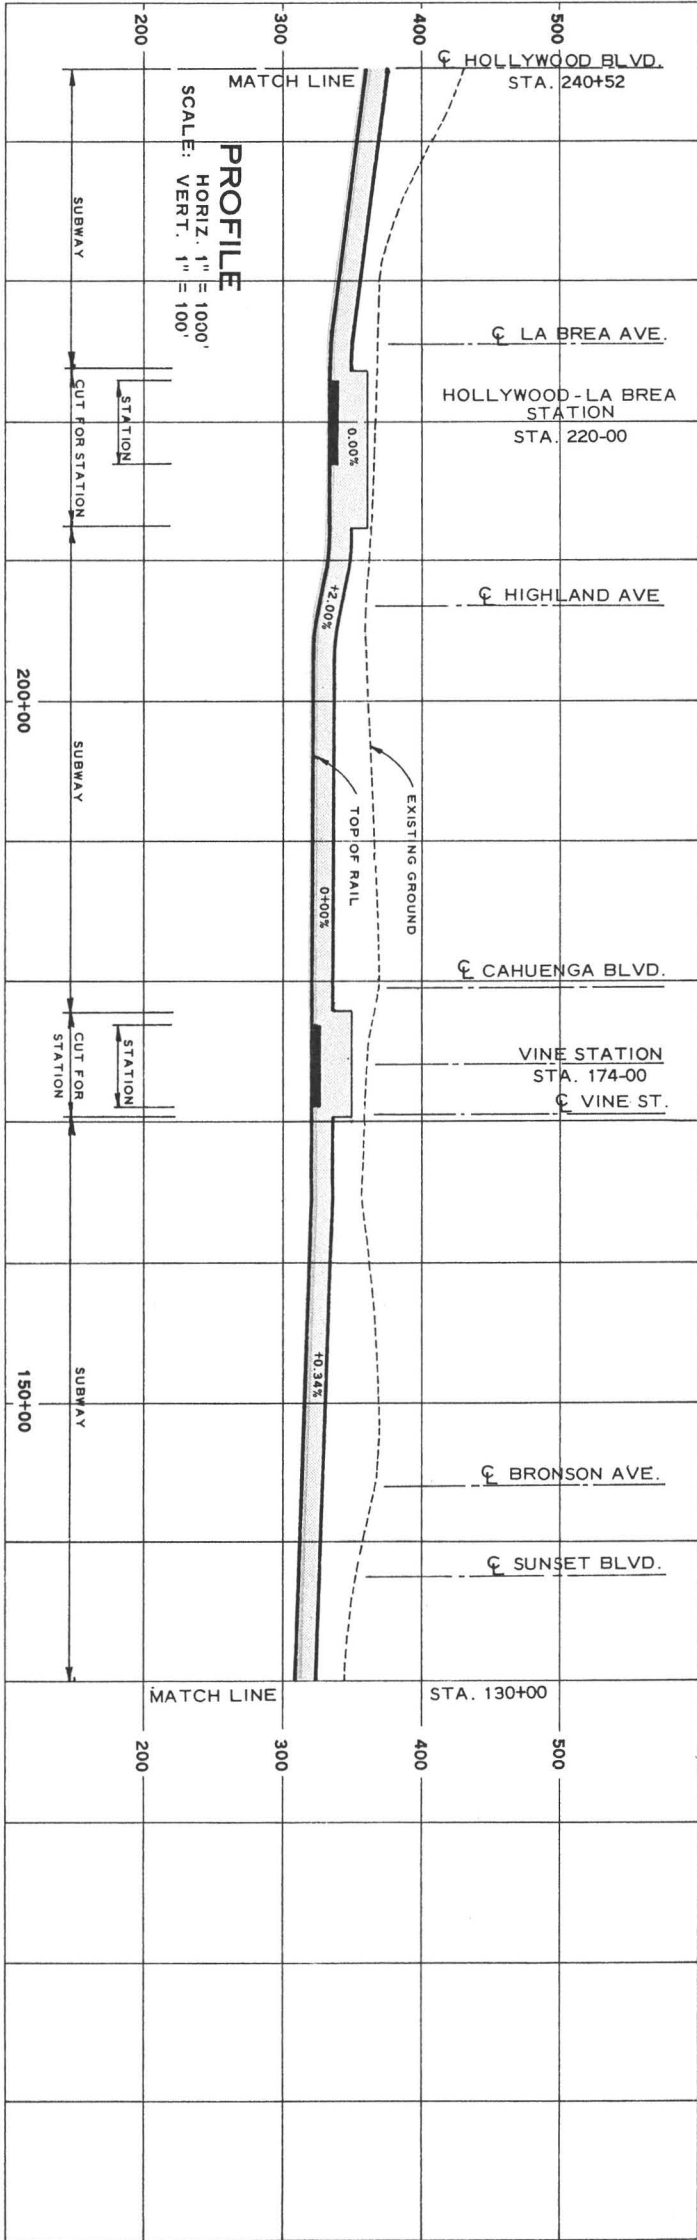 200
300
400
500
℄ HOLLYWOOD BLVD.
MATCH LINE
STA. 240+52
PROFILE
SCALE: HORIZ. 1" = 1000'
VERT. 1" = 100'
SUBWAY
℄ LA BREA AVE.
CUT FOR STATION
STATION
0.00%
HOLLYWOOD-LA BREA
STATION
STA. 220-00
+2.00%
℄ HIGHLAND AVE
200+00
SUBWAY
TOP OF RAIL
EXISTING GROUND
0+00%
℄ CAHUENGA BLVD.
CUT FOR
STATION
STATION
VINE STATION
STA. 174-00
℄ VINE ST.
150+00
SUBWAY
+0.34%
℄ BRONSON AVE.
℄ SUNSET BLVD.
MATCH LINE
STA. 130+00
200
300
400
500